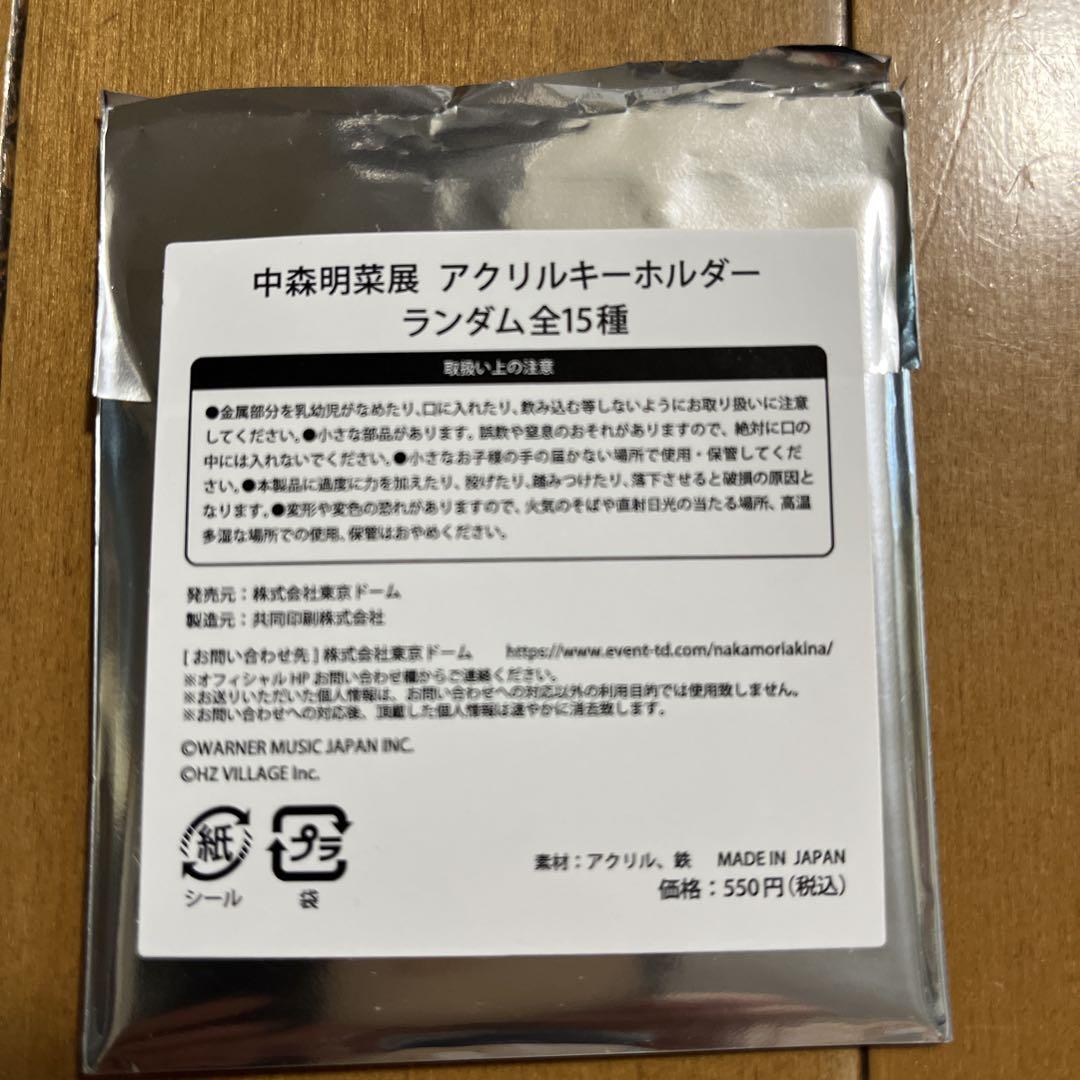 中森明菜展 アクリルキーホルダー
ランダム全15種
取扱い上の注意
●金属部分を乳幼児がなめたり、口に入れたり、飲み込む等しないようにお取り扱いに注意
してください。●小さな部品があります。誤飲や窒息のおそれがありますので、絶対に口の
中には入れないでください。●小さなお子様の手の届かない場所で使用・保管してくだ
さい。●本製品に過度に力を加えたり、投げたり、踏みつけたり、落下させると破損の原因と
なります。●変形や変色の恐れがありますので、火気のそばや直射日光の当たる場所、高温
多湿な場所での使用、保管はおやめください。
発売元：株式会社東京ドーム
製造元：共同印刷株式会社
[お問い合わせ先] 株式会社東京ドーム https://www.event-td.com/nakamoriakina/
※オフィシャルHPお問い合わせ欄からご連絡ください。
※お送りいただいた個人情報は、お問い合わせへの対応以外の利用目的では使用致しません。
※お問い合わせへの対応後、頂戴した個人情報は速やかに消去致します。
©WARNER MUSIC JAPAN INC.
©HZ VILLAGE Inc.
紙 プラ
シール 袋
素材：アクリル、鉄 MADE IN JAPAN
価格：550円(税込)